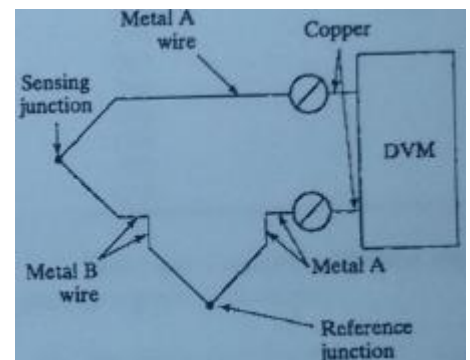 Metal A
wire
Copper
Sensing
junction
DVM
Metal B
wire
Metal A
Reference
junction